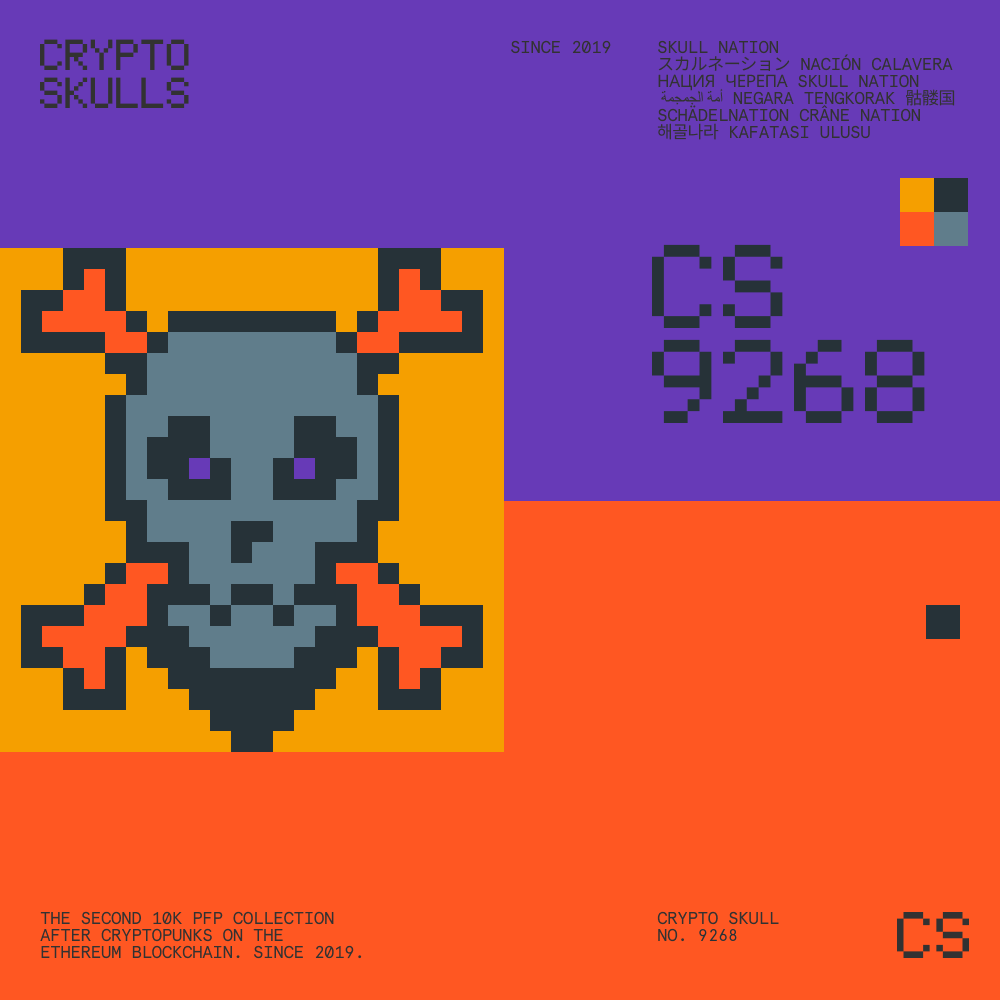 CRYPTO
SKULLS
SINCE 2019
SKULL NATION
スカルネーション NACIÓN CALAVERA
НАЦИЯ ЧЕРЕПА SKULL NATION
أمة الجمجمة NEGARA TENGKORAK 骷髅国
SCHÄDELNATION CRÂNE NATION
해골나라 KAFATASI ULUSU
CS
9268
THE SECOND 10K PFP COLLECTION
AFTER CRYPTOPUNKS ON THE
ETHEREUM BLOCKCHAIN. SINCE 2019.
CRYPTO SKULL
NO. 9268
CS